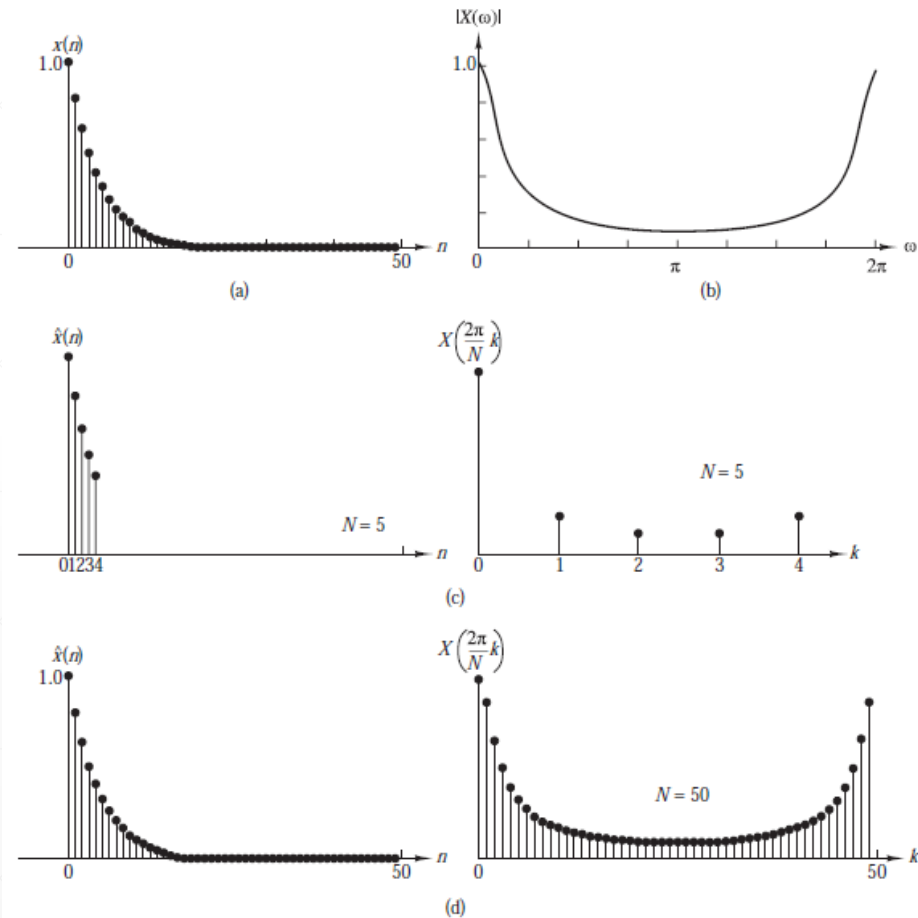 x(n)
1.0
0
50
n
(a)
|X(ω)|
1.0
0
π
2π
ω
(b)
x̂(n)
01234
N = 5
n
X(2π/N k)
N = 5
0 1 2 3 4
k
(c)
x̂(n)
1.0
0
50
n
X(2π/N k)
N = 50
0
50
k
(d)